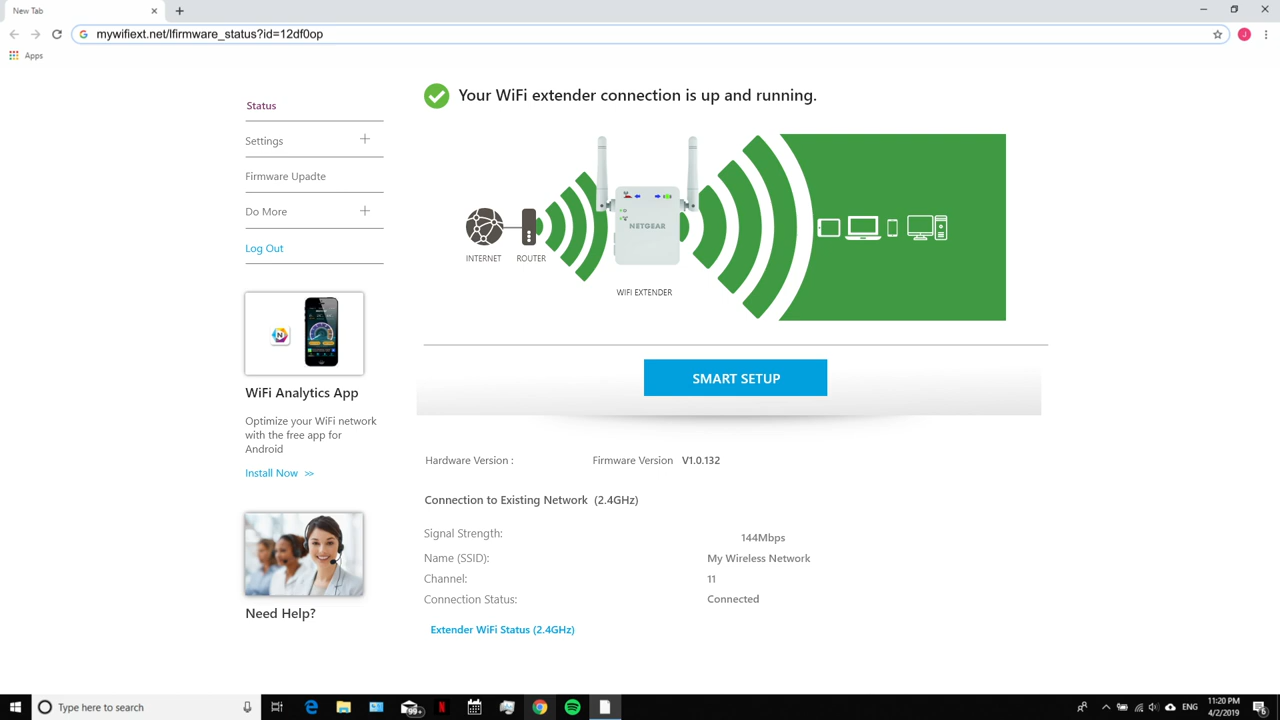 New Tab
mywifiext.net/lfirmware_status?id=12df0op
J
Apps
Status
Settings
Firmware Upadte
Do More
Log Out
N
WiFi Analytics App
Optimize your WiFi network
with the free app for
Android
Install Now >>
Need Help?
Your WiFi extender connection is up and running.
NETGEAR
INTERNET
ROUTER
WIFI EXTENDER
SMART SETUP
Hardware Version :
Firmware Version V1.0.132
Connection to Existing Network (2.4GHz)
Signal Strength: 144Mbps
Name (SSID): My Wireless Network
Channel: 11
Connection Status: Connected
Extender WiFi Status (2.4GHz)
Type here to search
99+
ENG
11:20 PM
4/2/2019
6